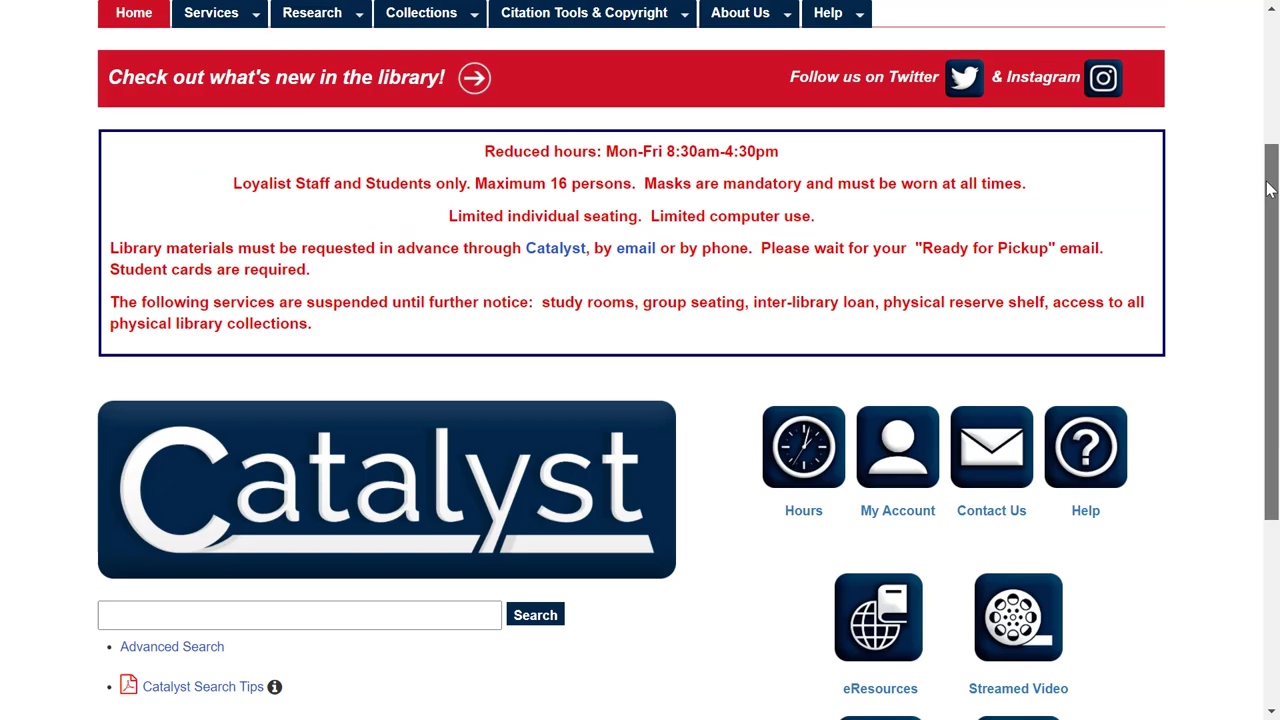 Home Services Research Collections Citation Tools & Copyright About Us Help
Check out what's new in the library! Follow us on Twitter & Instagram
Reduced hours: Mon-Fri 8:30am-4:30pm
Loyalist Staff and Students only. Maximum 16 persons. Masks are mandatory and must be worn at all times.
Limited individual seating. Limited computer use.
Library materials must be requested in advance through Catalyst, by email or by phone. Please wait for your "Ready for Pickup" email.
Student cards are required.
The following services are suspended until further notice: study rooms, group seating, inter-library loan, physical reserve shelf, access to all
physical library collections.
Catalyst
Hours My Account Contact Us Help
Search
Advanced Search
Catalyst Search Tips
eResources Streamed Video